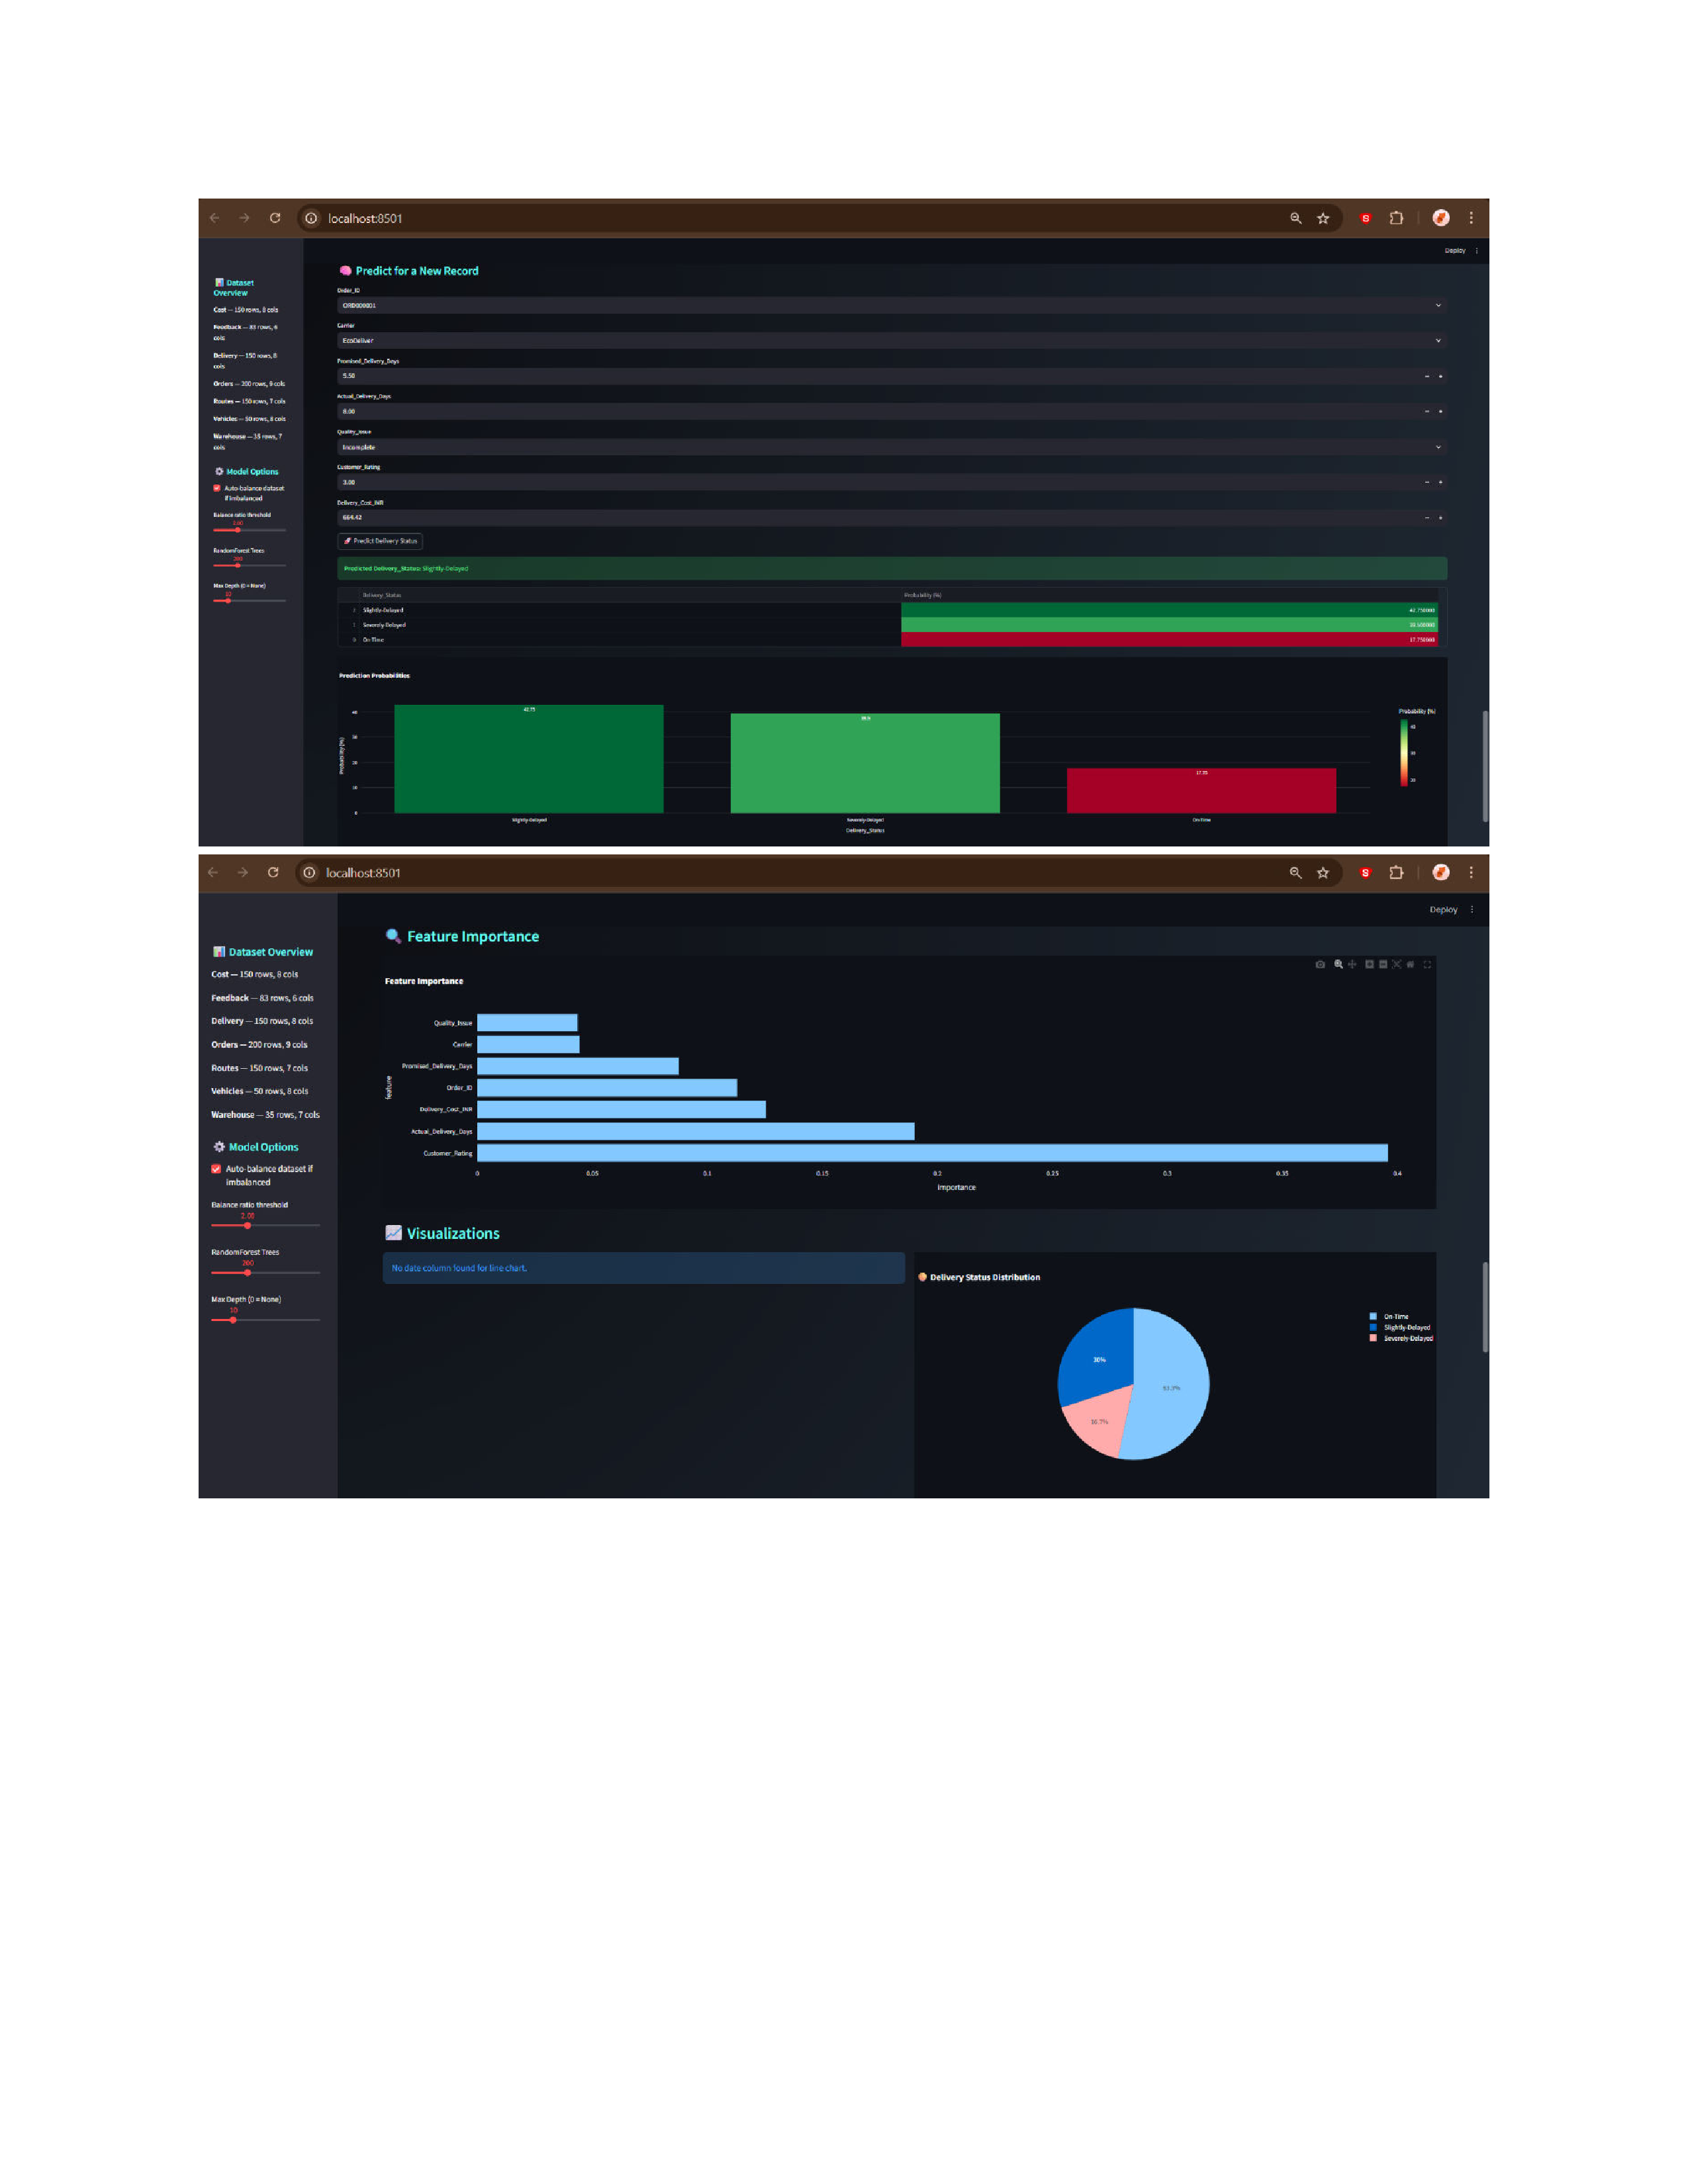 localhost:8501
Deploy
📊 Dataset
Overview
Cost — 150 rows, 8 cols
Feedback — 83 rows, 6
cols
Delivery — 150 rows, 8
cols
Orders — 200 rows, 9 cols
Routes — 150 rows, 7 cols
Vehicles — 50 rows, 8 cols
Warehouse — 35 rows, 7
cols
⚙️ Model Options
Auto-balance dataset
if imbalanced
Balance ratio threshold
2.00
RandomForest Trees
300
Max Depth (0 = None)
10
🧠 Predict for a New Record
Order_ID
ORD000001
Carrier
EcoDeliver
Promised_Delivery_Days
5.50
Actual_Delivery_Days
8.00
Quality_Issue
Incomplete
Customer_Rating
3.00
Delivery_Cost_INR
664.42
🚀 Predict Delivery Status
Predicted Delivery_Status: Slightly-Delayed
Delivery_Status Probability (%)
Slightly-Delayed 42.750000
1 Severely-Delayed 39.500000
0 On-Time 17.750000
Prediction Probabilities
Probability (%)
40
30
20
10
0
42.75
39.5
17.75
Slightly-Delayed Severely-Delayed On-Time
Delivery_Status
Probability (%)
40
30
20
localhost:8501
Deploy
📊 Dataset Overview
Cost — 150 rows, 8 cols
Feedback — 83 rows, 6 cols
Delivery — 150 rows, 8 cols
Orders — 200 rows, 9 cols
Routes — 150 rows, 7 cols
Vehicles — 50 rows, 8 cols
Warehouse — 35 rows, 7 cols
⚙️ Model Options
Auto-balance dataset if
imbalanced
Balance ratio threshold
2.00
RandomForest Trees
300
Max Depth (0 = None)
10
🔍 Feature Importance
Feature Importance
feature
Quality_Issue
Carrier
Promised_Delivery_Days
Order_ID
Delivery_Cost_INR
Actual_Delivery_Days
Customer_Rating
0 0.05 0.1 0.15 0.2 0.25 0.3 0.35 0.4
Importance
📈 Visualizations
No date column found for line chart.
Delivery Status Distribution
30%
53.3%
16.7%
On-Time
Slightly-Delayed
Severely-Delayed